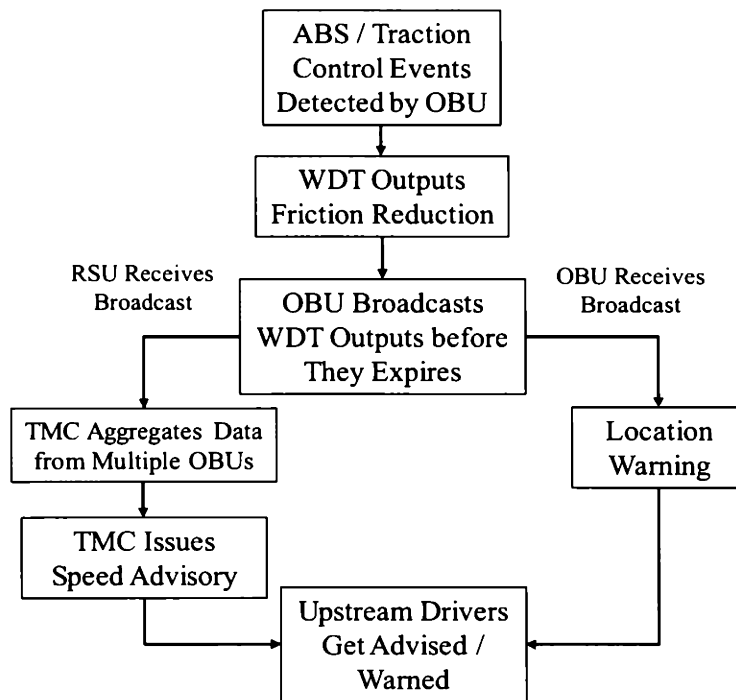 ABS / Traction
Control Events
Detected by OBU
WDT Outputs
Friction Reduction
RSU Receives
Broadcast
OBU Receives
Broadcast
OBU Broadcasts
WDT Outputs before
They Expires
TMC Aggregates Data
from Multiple OBUs
Location
Warning
TMC Issues
Speed Advisory
Upstream Drivers
Get Advised /
Warned